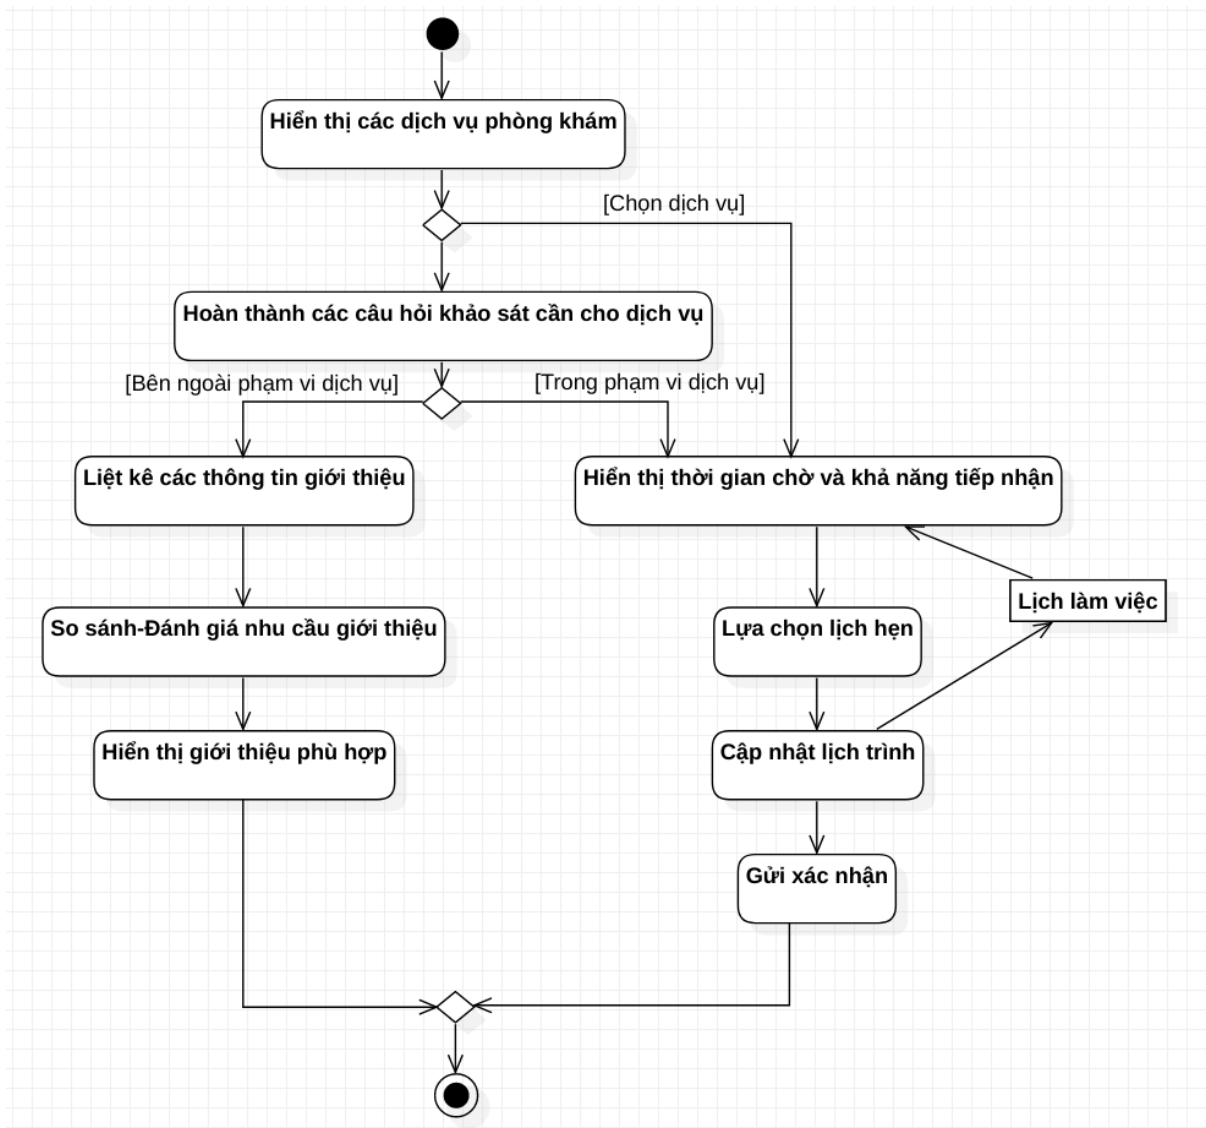 Hiển thị các dịch vụ phòng khám
[Chọn dịch vụ]
Hoàn thành các câu hỏi khảo sát cần cho dịch vụ
[Bên ngoài phạm vi dịch vụ]
[Trong phạm vi dịch vụ]
Liệt kê các thông tin giới thiệu
Hiển thị thời gian chờ và khả năng tiếp nhận
Lịch làm việc
So sánh-Đánh giá nhu cầu giới thiệu
Lựa chọn lịch hẹn
Hiển thị giới thiệu phù hợp
Cập nhật lịch trình
Gửi xác nhận